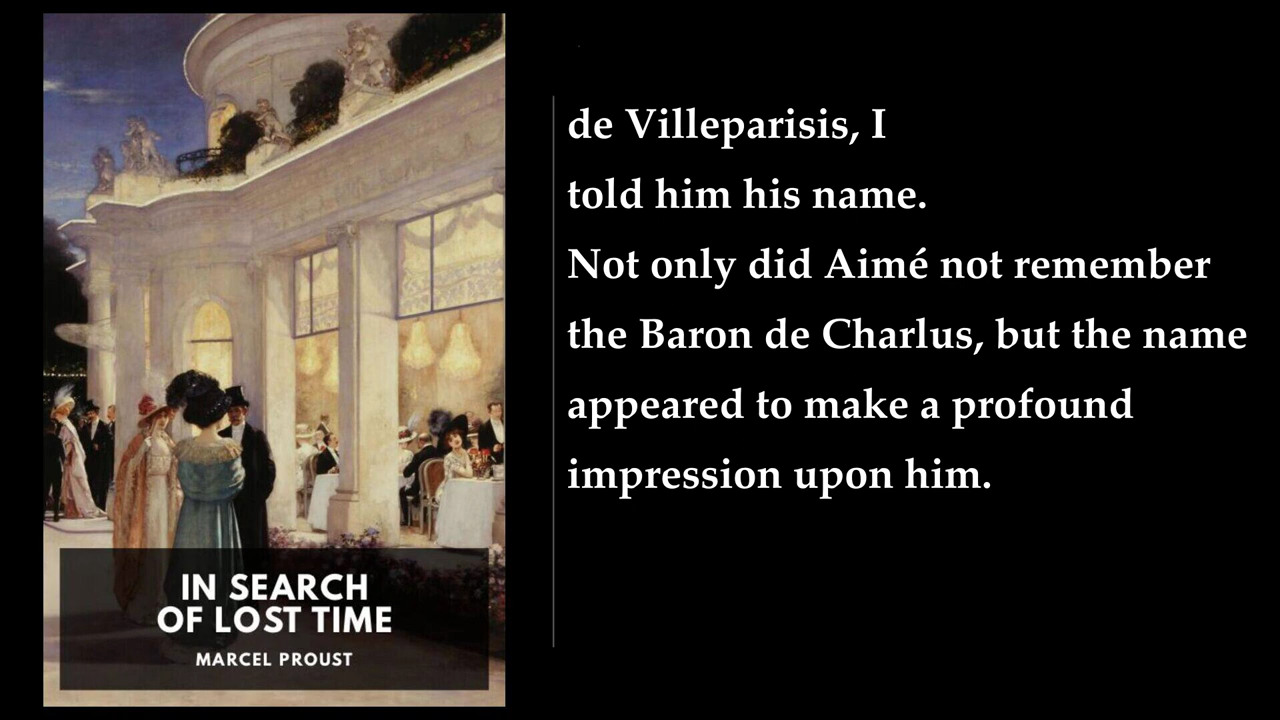 de Villeparisis, I
told him his name.
Not only did Aimé not remember
the Baron de Charlus, but the name
appeared to make a profound
impression upon him.
IN SEARCH
OF LOST TIME
MARCEL PROUST